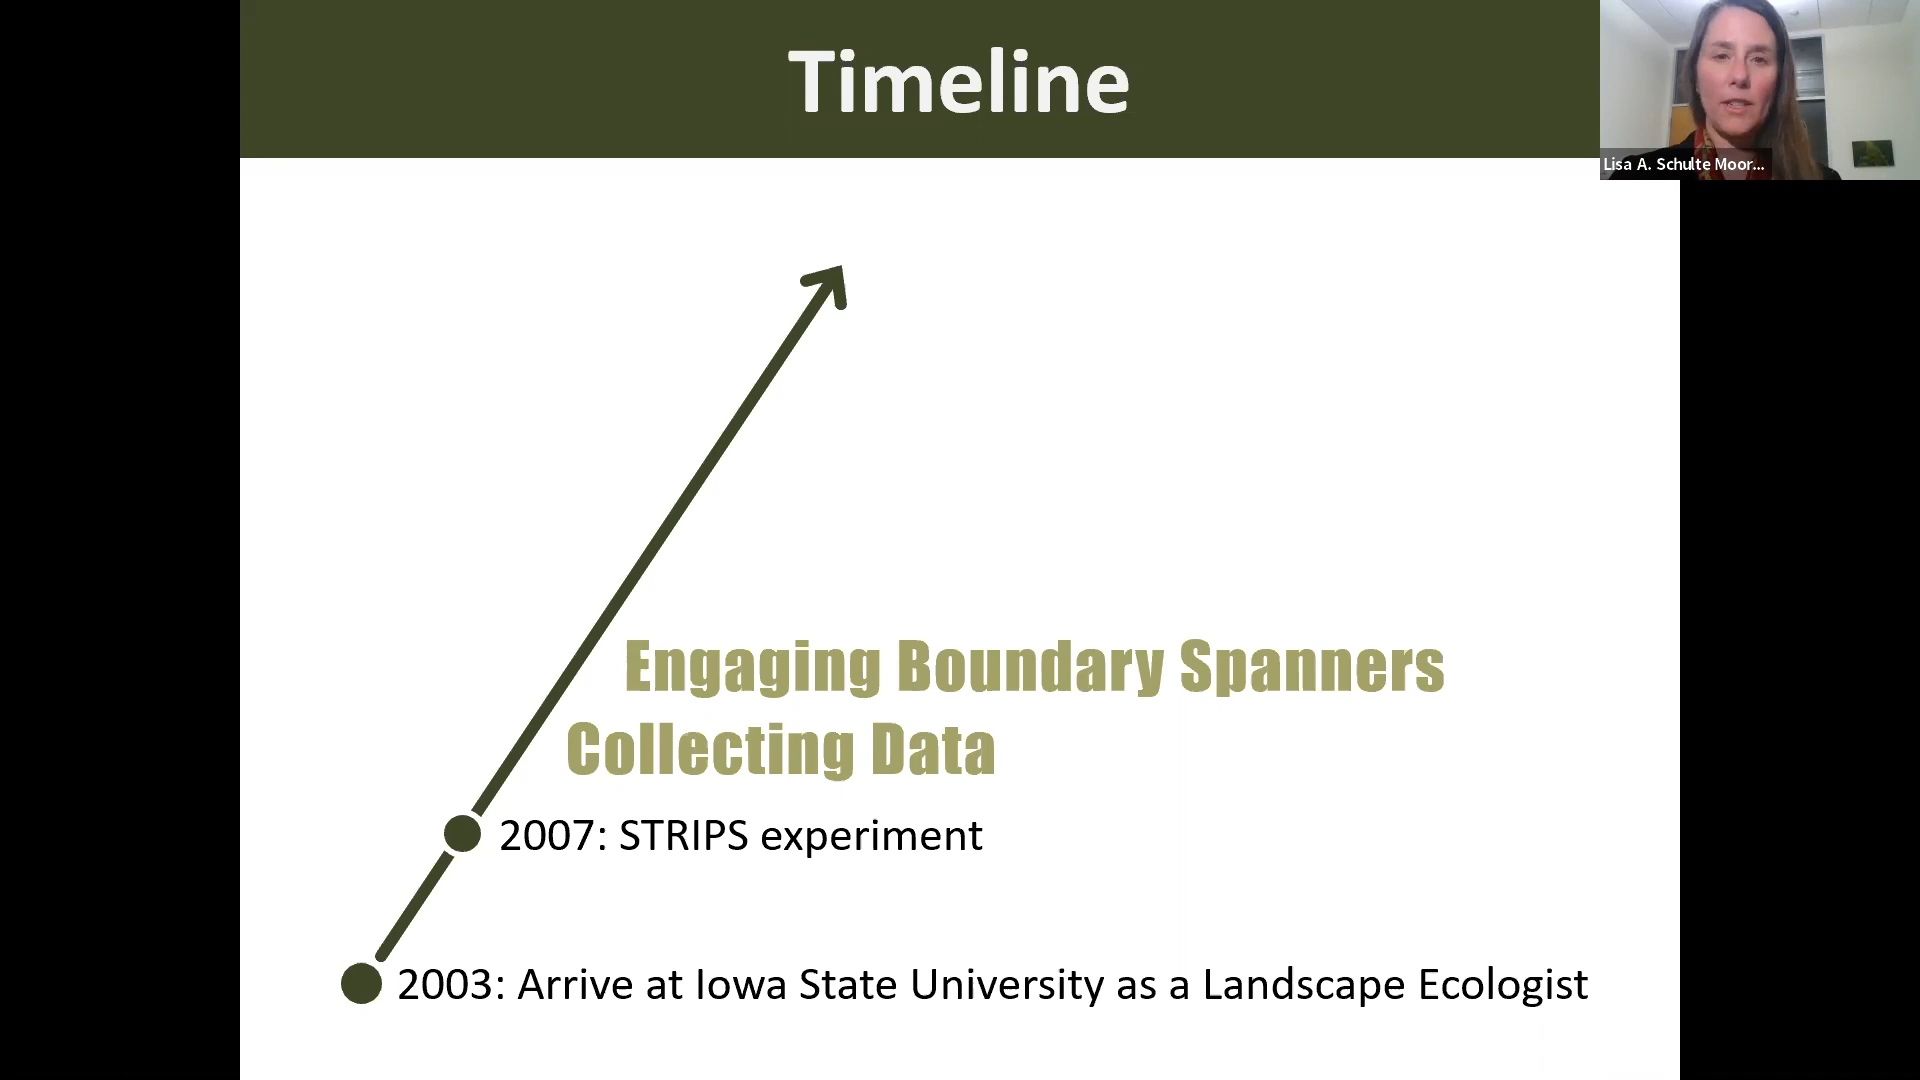 Timeline
Lisa A. Schulte Moor...
Engaging Boundary Spanners
Collecting Data
2007: STRIPS experiment
2003: Arrive at Iowa State University as a Landscape Ecologist